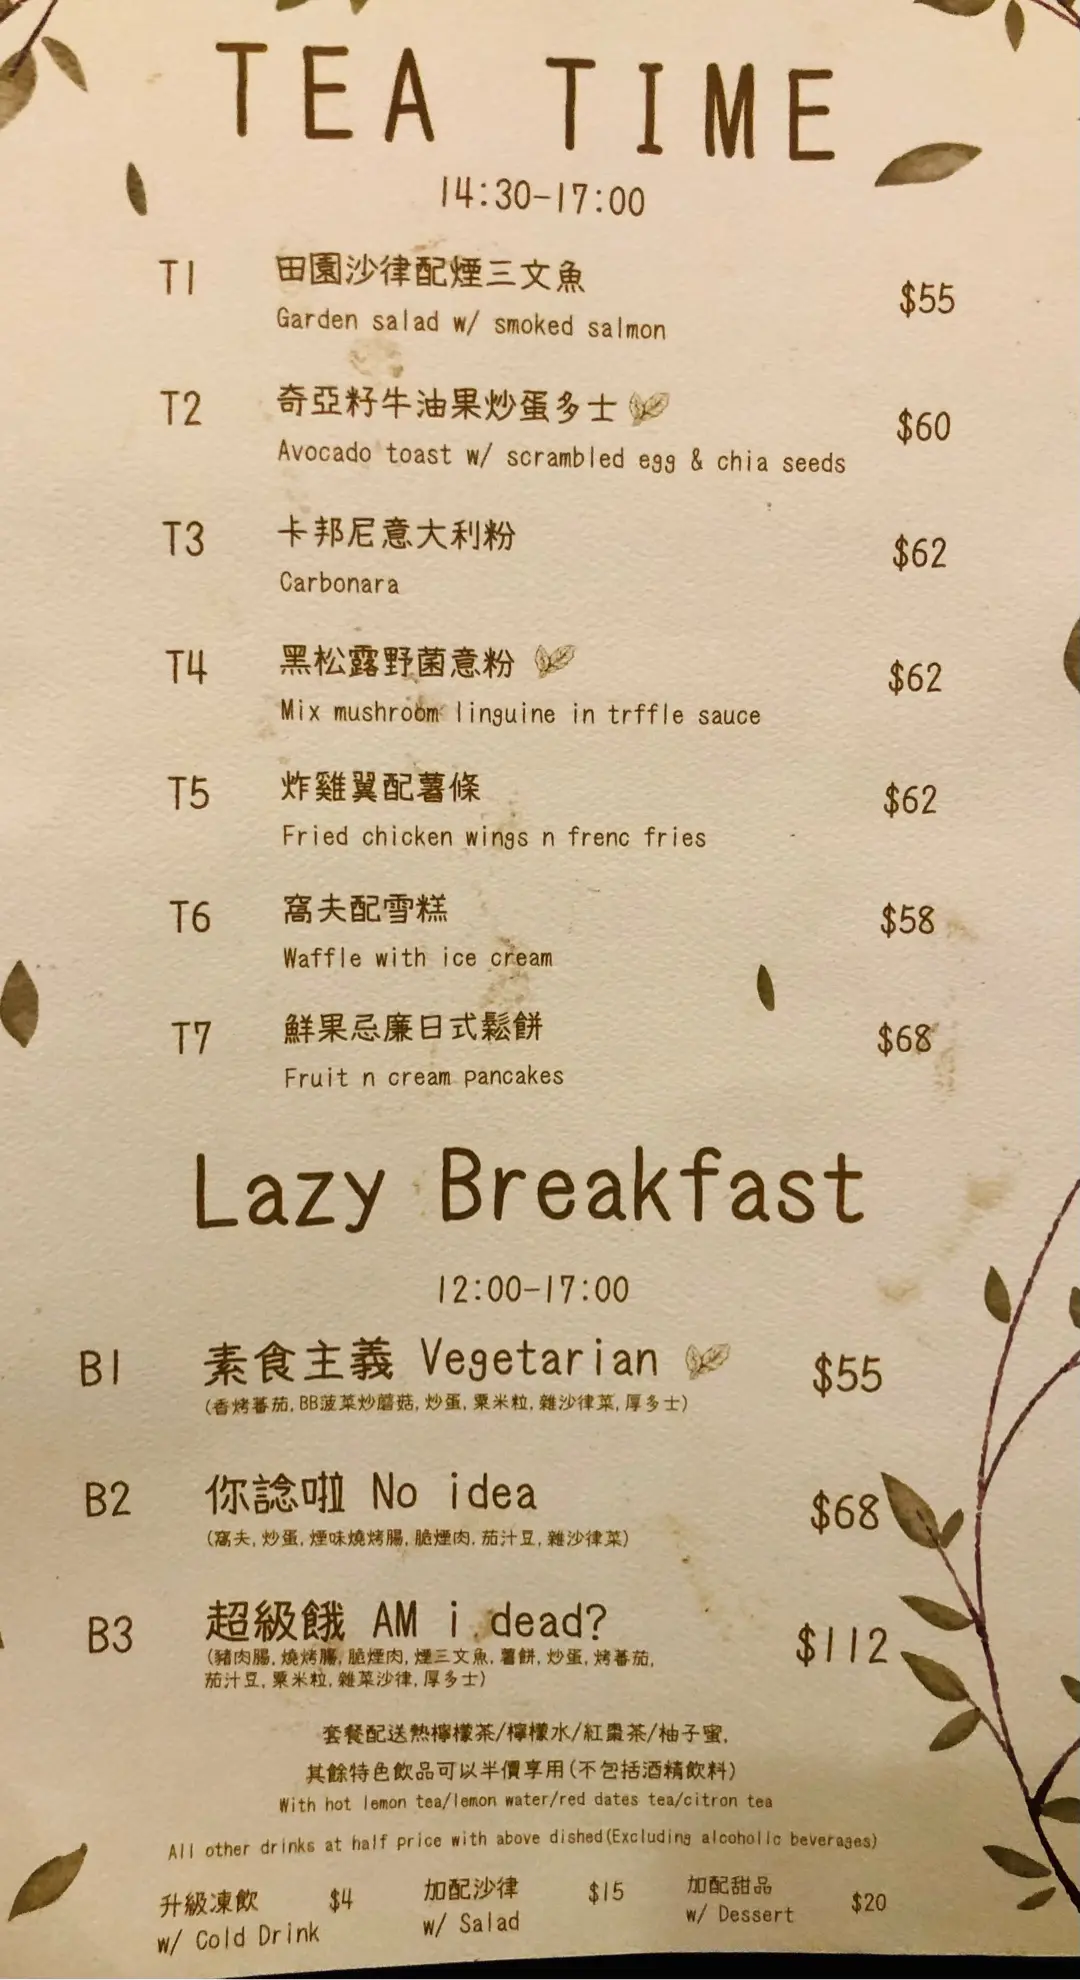 TEA TIME
14:30-17:00
T1 田園沙律配煙三文魚 $55
Garden salad w/ smoked salmon
T2 奇亞籽牛油果炒蛋多士 $60
Avocado toast w/ scrambled egg & chia seeds
T3 卡邦尼意大利粉 $62
Carbonara
T4 黑松露野菌意粉 $62
Mix mushroom linguine in trffle sauce
T5 炸雞翼配薯條 $62
Fried chicken wings n frenc fries
T6 窩夫配雪糕 $58
Waffle with ice cream
T7 鮮果忌廉日式鬆餅 $68
Fruit n cream pancakes
Lazy Breakfast
12:00-17:00
B1 素食主義 Vegetarian $55
(香烤蕃茄, BB菠菜炒蘑菇, 炒蛋, 粟米粒, 雜沙律菜, 厚多士)
B2 你諗啦 No idea $68
(窩夫, 炒蛋, 煙味燒烤腸, 脆煙肉, 茄汁豆, 雜沙律菜)
B3 超級餓 AM i dead? $112
(豬肉腸, 燒烤腸, 脆煙肉, 煙三文魚, 薯餅, 炒蛋, 烤蕃茄,
茄汁豆, 粟米粒, 雜菜沙律, 厚多士)
套餐配送熱檸檬茶/檸檬水/紅棗茶/柚子蜜,
其餘特色飲品可以半價享用(不包括酒精飲料)
With hot lemon tea/lemon water/red dates tea/citron tea
All other drinks at half price with above dished(Excluding alcoholic beverages)
升級凍飲 $4 加配沙律 $15 加配甜品 $20
w/ Cold Drink w/ Salad w/ Dessert